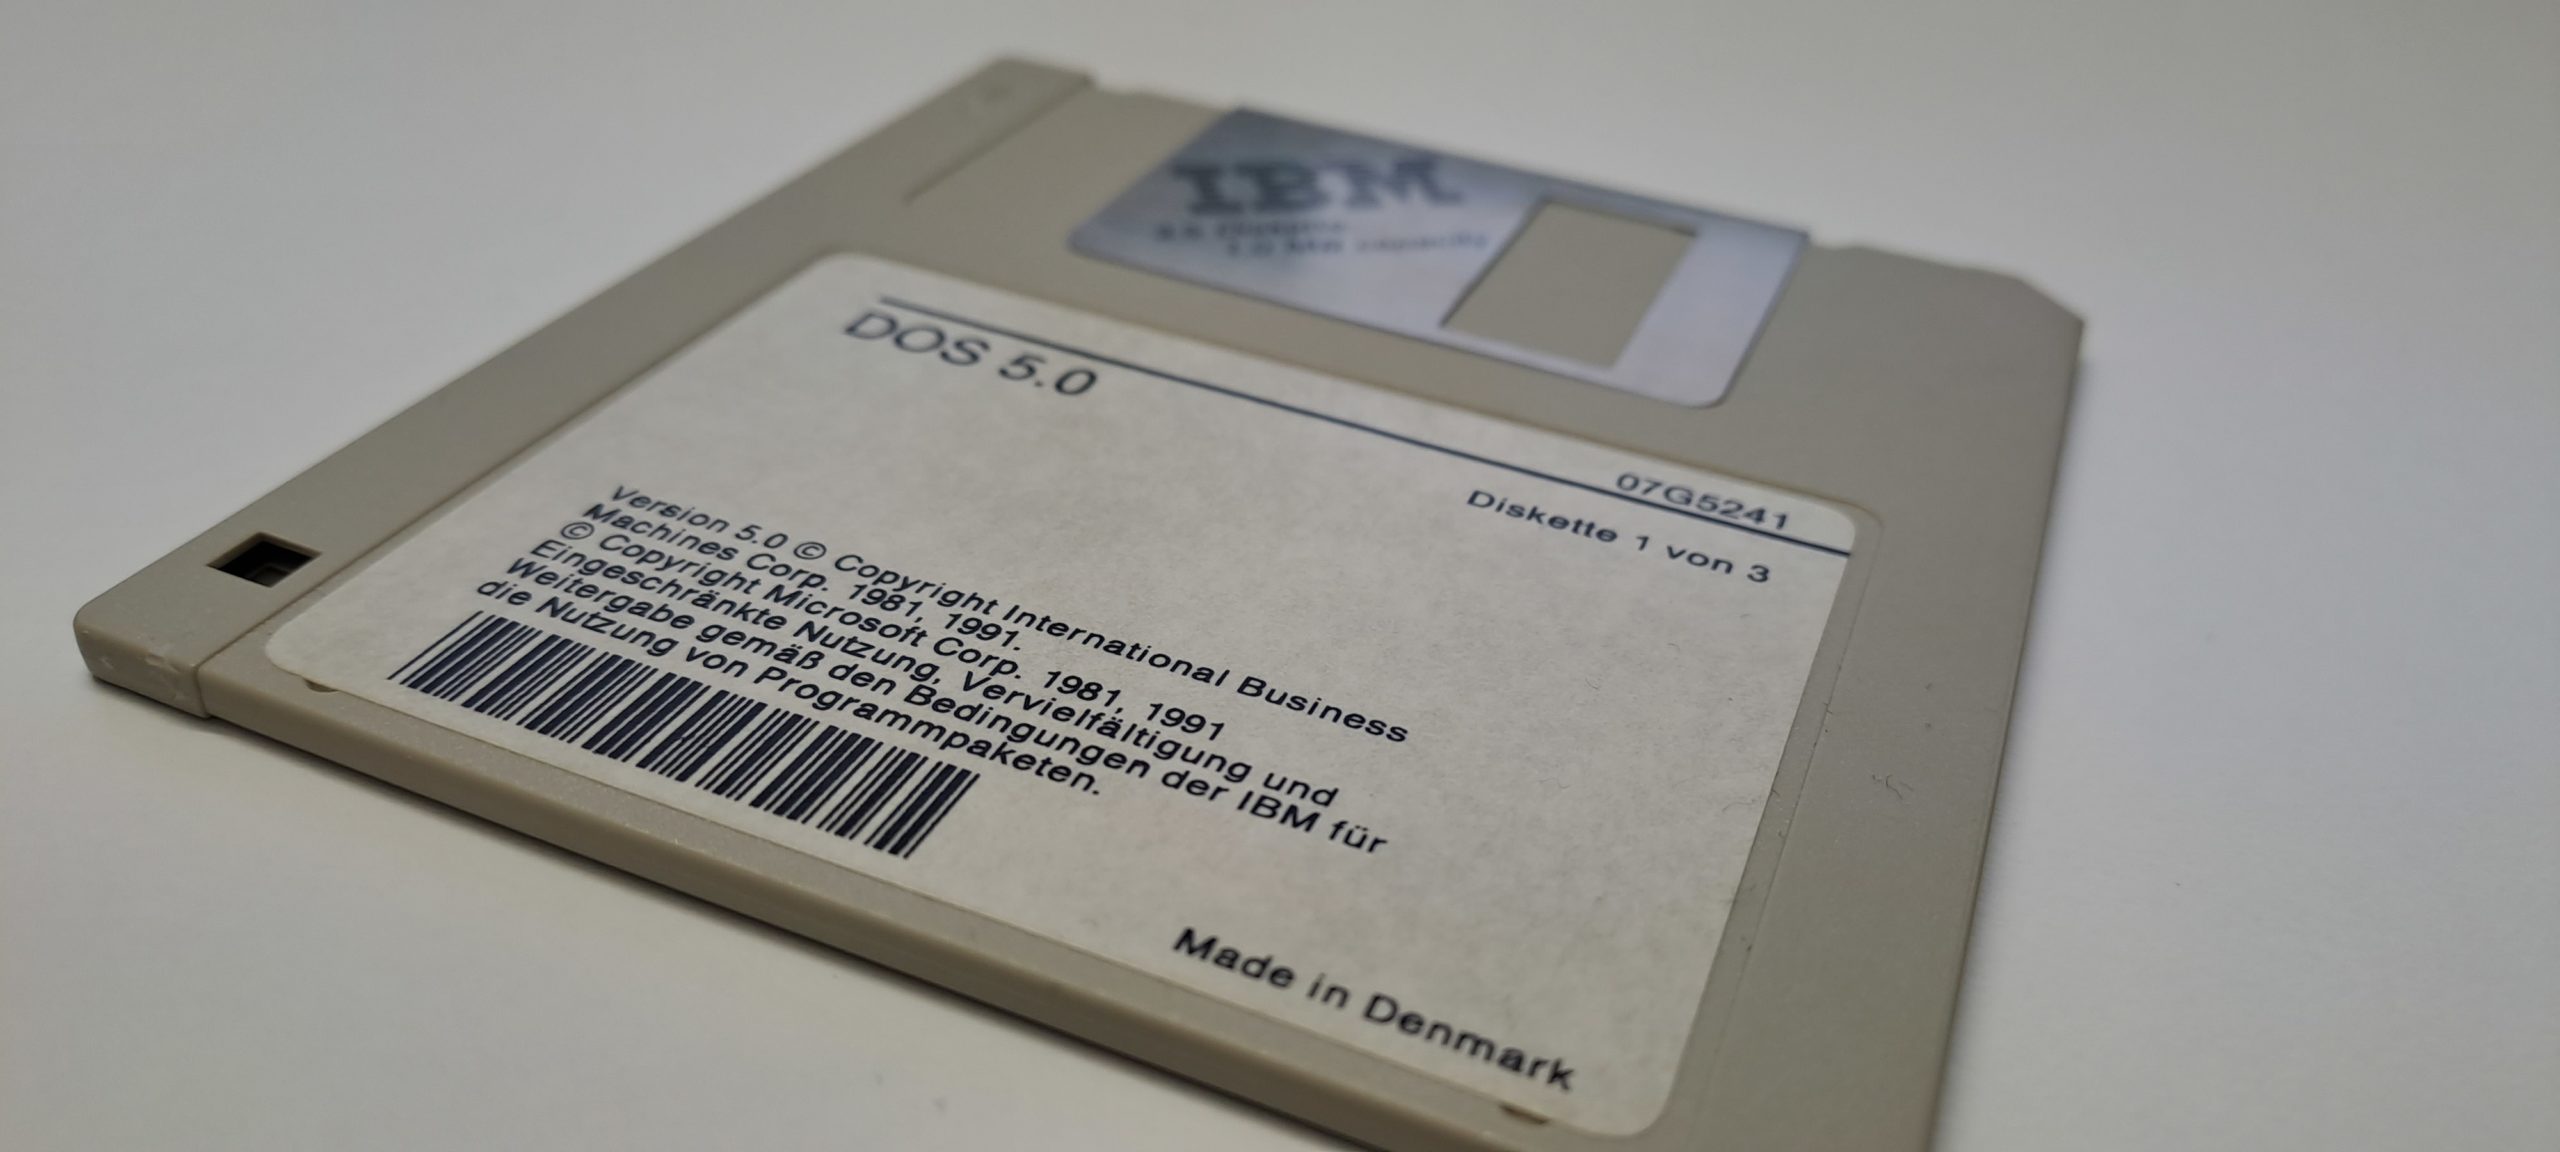 IBM
DOS 5.0
07G5241
Diskette 1 von 3
Version 5.0 © Copyright International Business
Machines Corp. 1981, 1991.
© Copyright Microsoft Corp. 1981, 1991
Eingeschränkte Nutzung, Vervielfältigung und
Weitergabe gemäß den Bedingungen der IBM für
die Nutzung von Programmpaketen.
Made in Denmark